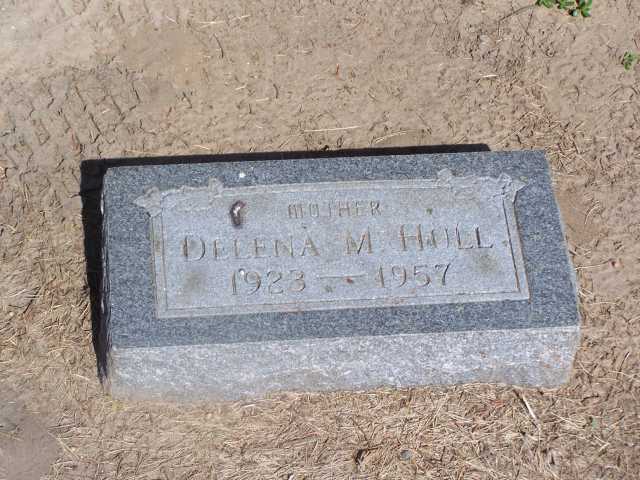 MOTHER
DELENA M. HULL
1923 — 1957